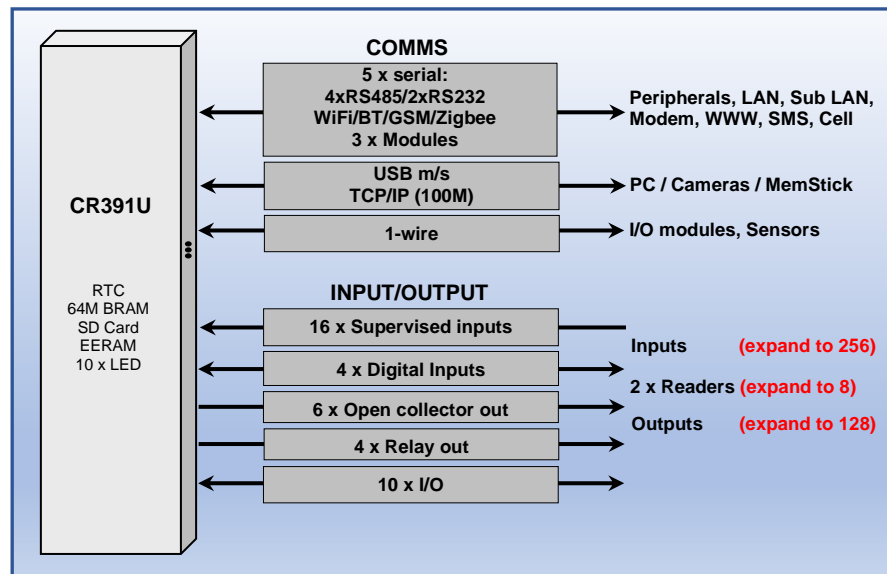 COMMS
5 x serial:
4xRS485/2xRS232
WiFi/BT/GSM/Zigbee
3 x Modules
Peripherals, LAN, Sub LAN,
Modem, WWW, SMS, Cell
USB m/s
TCP/IP (100M)
PC / Cameras / MemStick
1-wire
I/O modules, Sensors
CR391U
RTC
64M BRAM
SD Card
EERAM
10 x LED
INPUT/OUTPUT
16 x Supervised inputs
4 x Digital Inputs
6 x Open collector out
4 x Relay out
10 x I/O
Inputs (expand to 256)
2 x Readers (expand to 8)
Outputs (expand to 128)